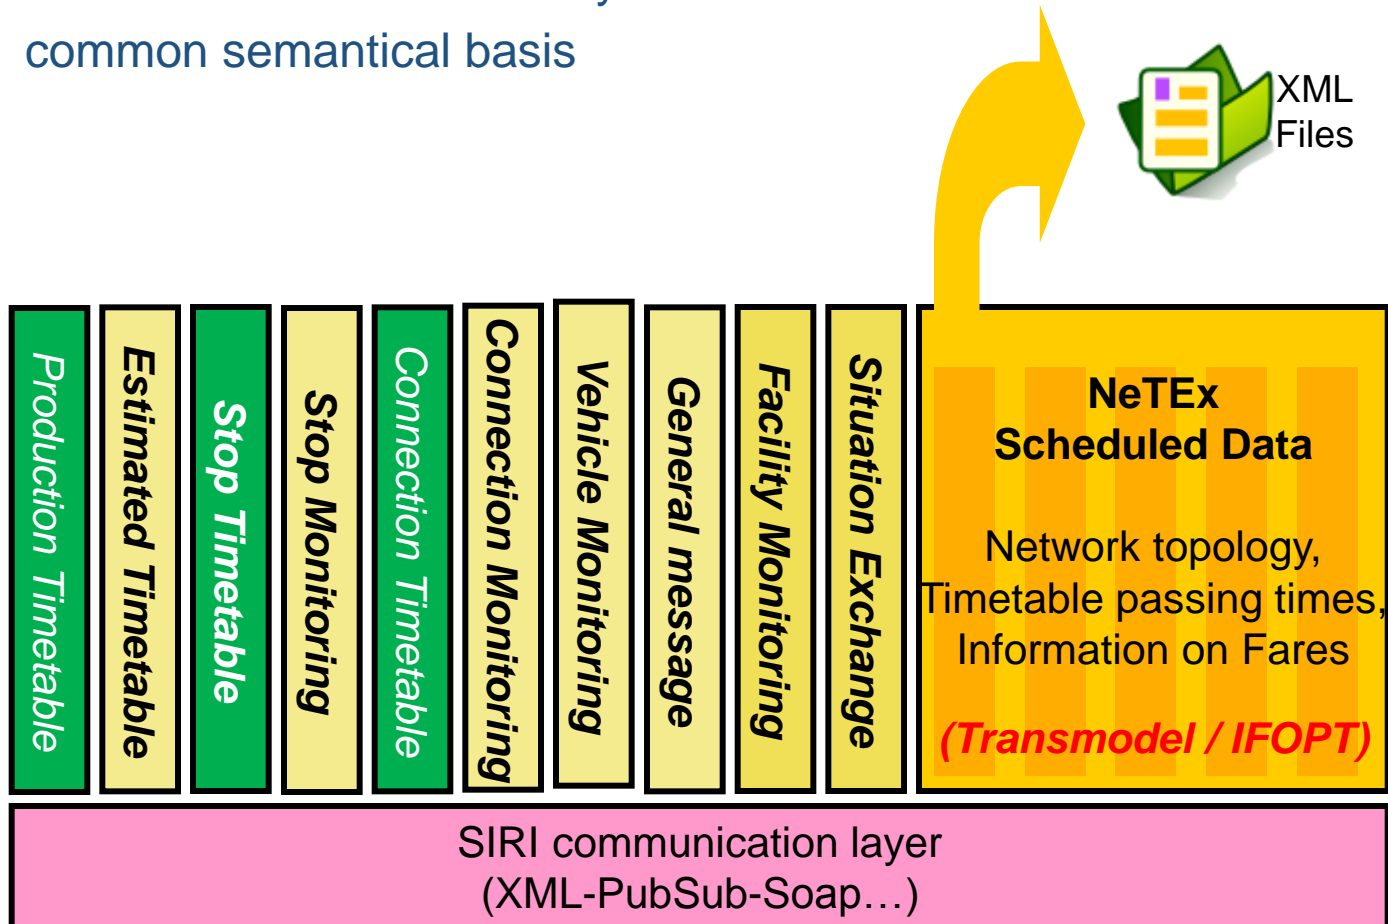 common semantical basis
XML
Files
Production Timetable
Estimated Timetable
Stop Timetable
Stop Monitoring
Connection Timetable
Connection Monitoring
Vehicle Monitoring
General message
Facility Monitoring
Situation Exchange
NeTEx
Scheduled Data
Network topology,
Timetable passing times,
Information on Fares
(Transmodel / IFOPT)
SIRI communication layer
(XML-PubSub-Soap…)